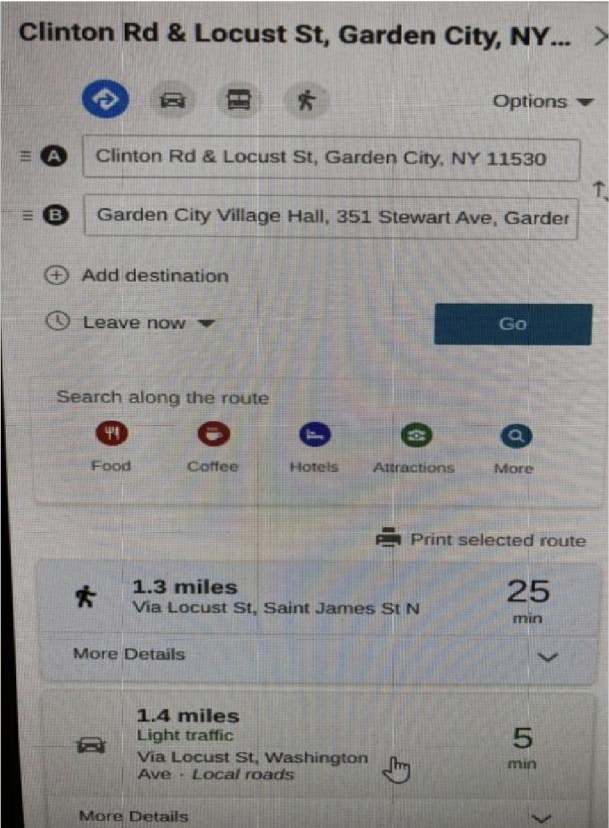 Clinton Rd & Locust St, Garden City, NY...
Options
A Clinton Rd & Locust St, Garden City, NY 11530
B Garden City Village Hall, 351 Stewart Ave, Garder
Add destination
Leave now
Go
Search along the route
Food Coffee Hotels Attractions More
Print selected route
1.3 miles
25
Via Locust St, Saint James St N
min
More Details
1.4 miles
Light traffic
5
Via Locust St, Washington
min
Ave · Local roads
More Details